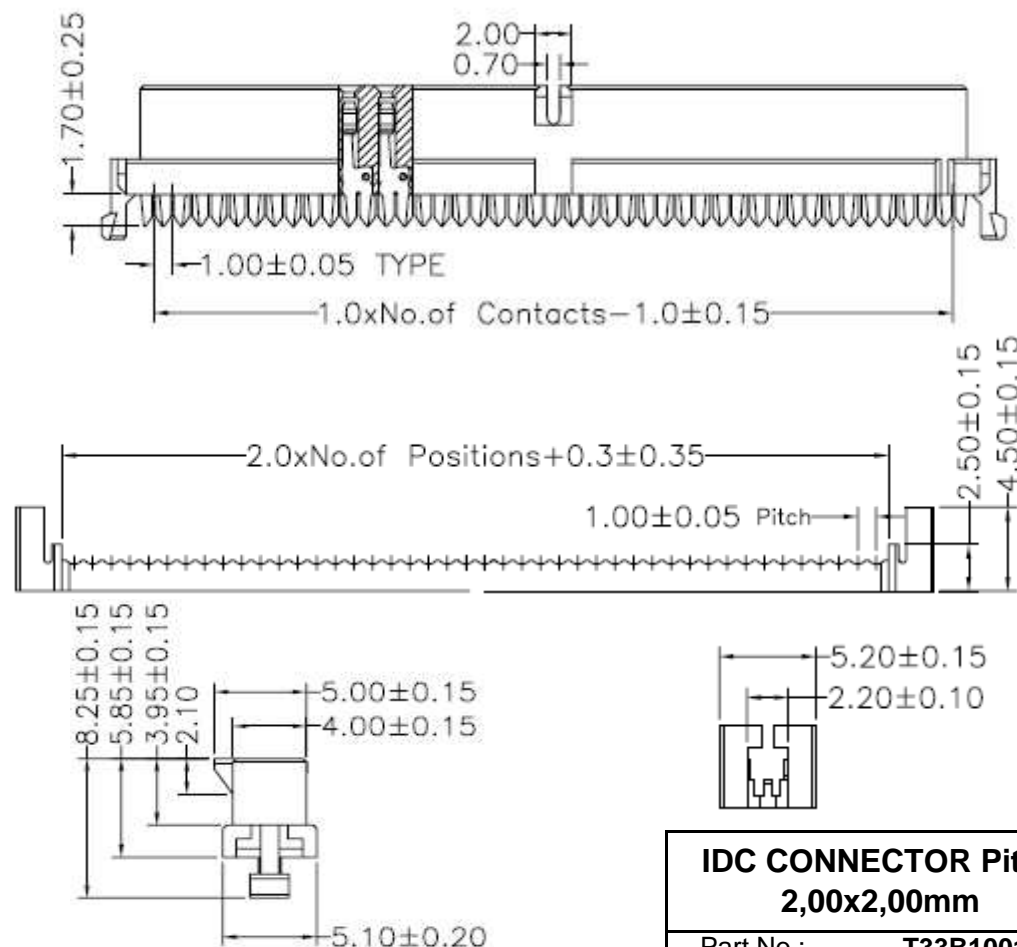 1.70±0.25
2.00
0.70
1.00±0.05 TYPE
1.0xNo.of Contacts-1.0±0.15
2.0xNo.of Positions+0.3±0.35
1.00±0.05 Pitch
2.50±0.15
4.50±0.15
8.25±0.15
5.85±0.15
3.95±0.15
2.10
5.00±0.15
4.00±0.15
5.10±0.20
5.20±0.15
2.20±0.10
IDC CONNECTOR
2,00x2,00mm
Part No.: